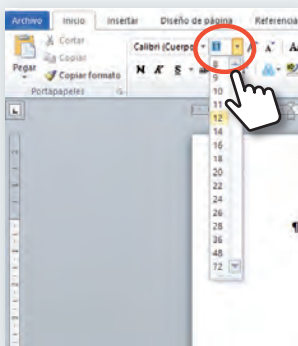 Archivo Inicio Insertar Diseño de página Referencia
Cortar
Copiar
Copiar formato
Pegar
Portapapeles
Calibri (Cuerpo 11
N K S
8
9
10
11
12
14
16
18
20
22
24
26
28
36
48
72
¶